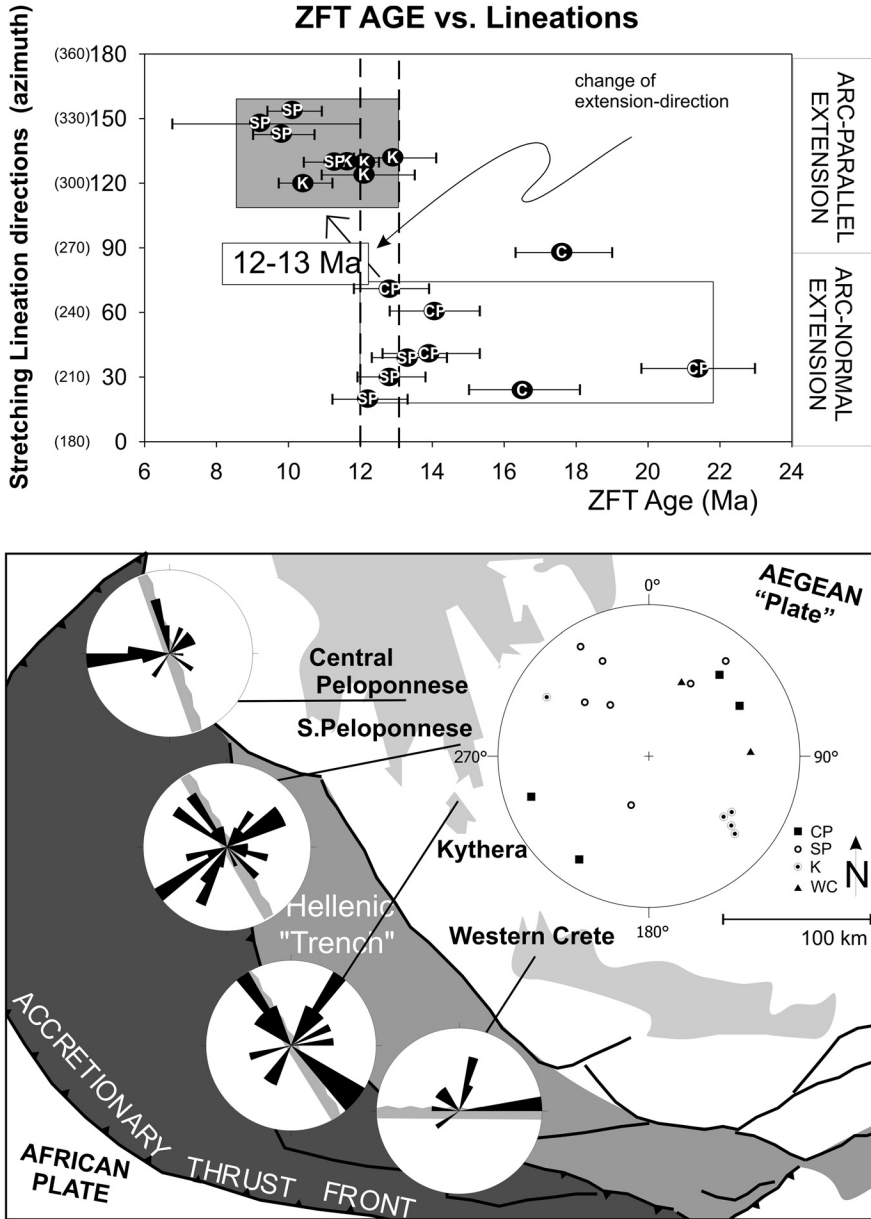 ZFT AGE vs. Lineations
Stretching Lineation directions (azimuth)
(360) 180
(330) 150
(300) 120
(270) 90
(240) 60
(210) 30
(180) 0
6 8 10 12 14 16 18 20 22 24
ZFT Age (Ma)
change of
extension-direction
12-13 Ma
SP
SP
SP
SP
K
K
K
K
K
C
CP
CP
CP
SP
SP
SP
C
CP
ARC-PARALLEL
EXTENSION
ARC-NORMAL
EXTENSION
AEGEAN
"Plate"
Central
Peloponnese
S.Peloponnese
Kythera
Western Crete
Hellenic
"Trench"
0°
90°
180°
270°
CP
SP
K
WC
N
100 km
ACCRETIONARY THRUST FRONT
AFRICAN
PLATE